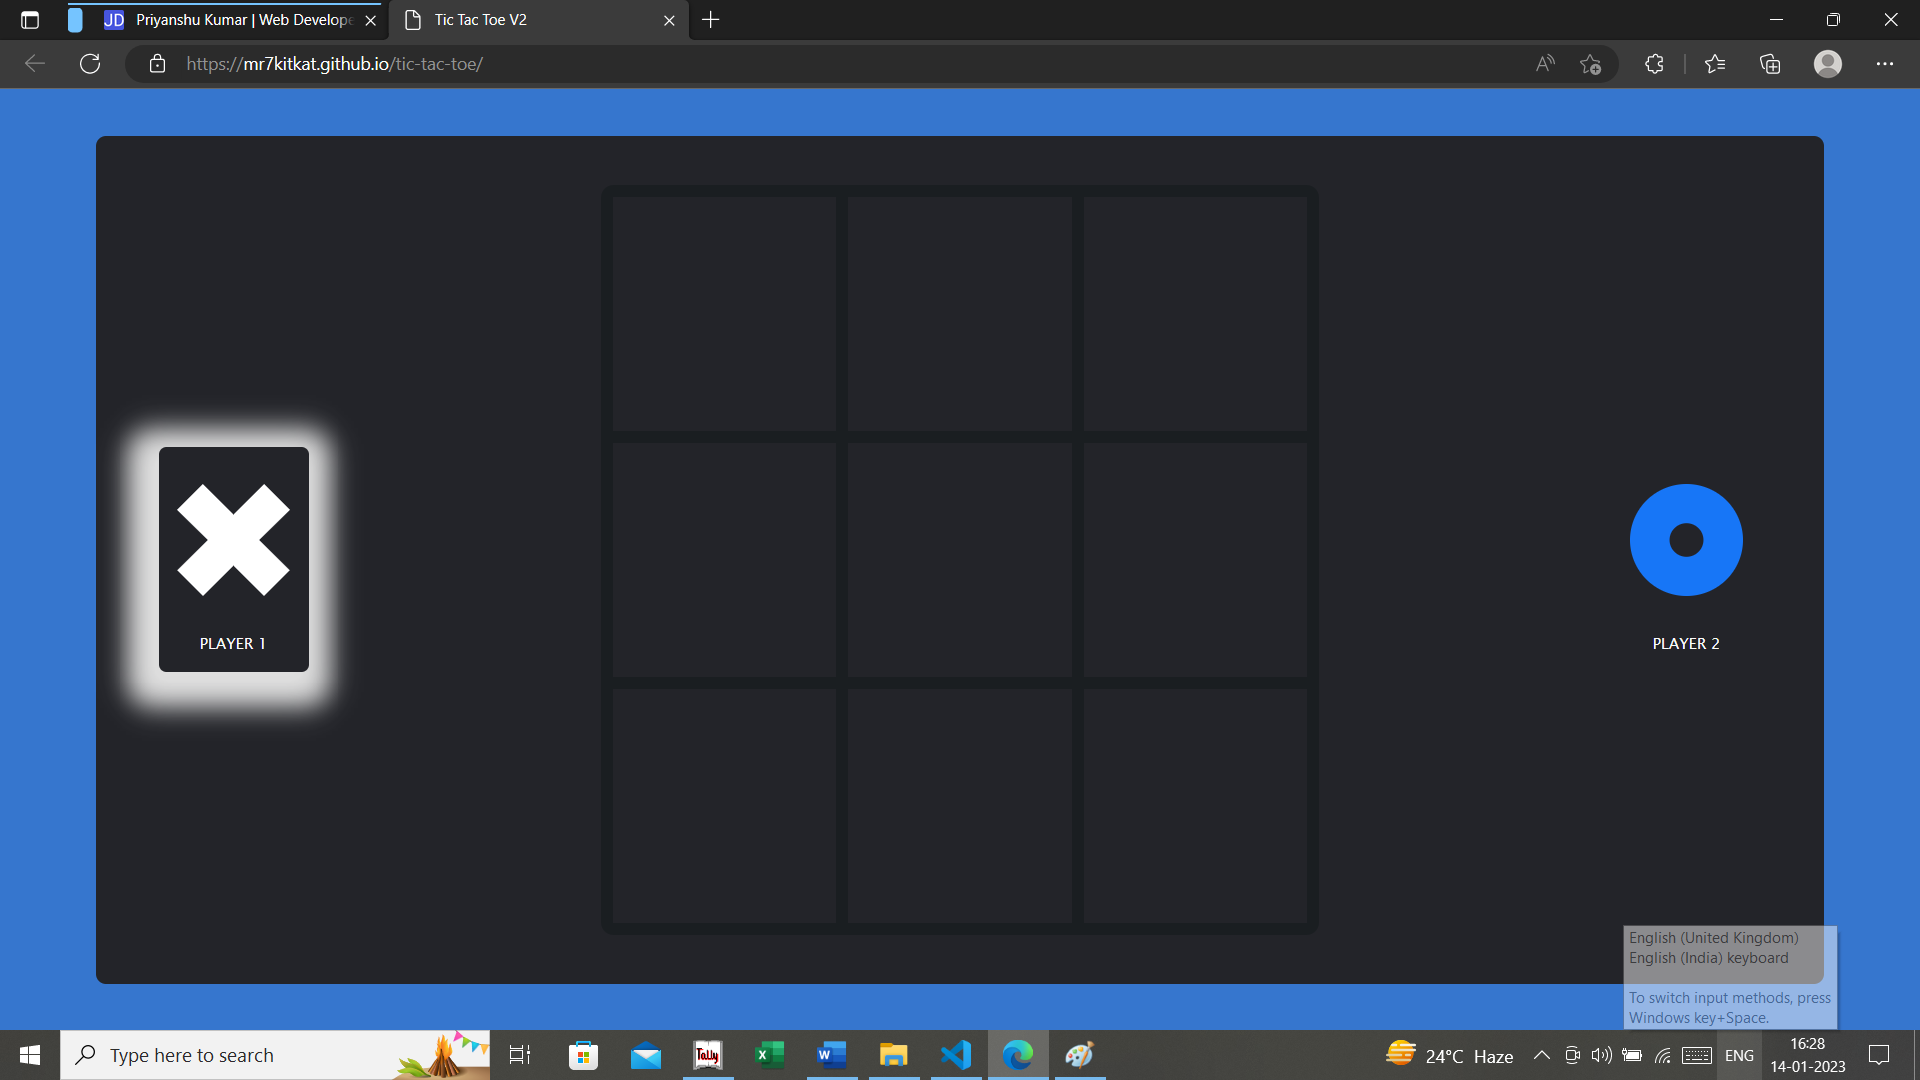 JD Priyanshu Kumar | Web Develope
Tic Tac Toe V2
https://mr7kitkat.github.io/tic-tac-toe/
PLAYER 1
PLAYER 2
English (United Kingdom)
English (India) keyboard
To switch input methods, press
Windows key+Space.
Type here to search
Tally
24°C Haze
ENG
16:28
14-01-2023